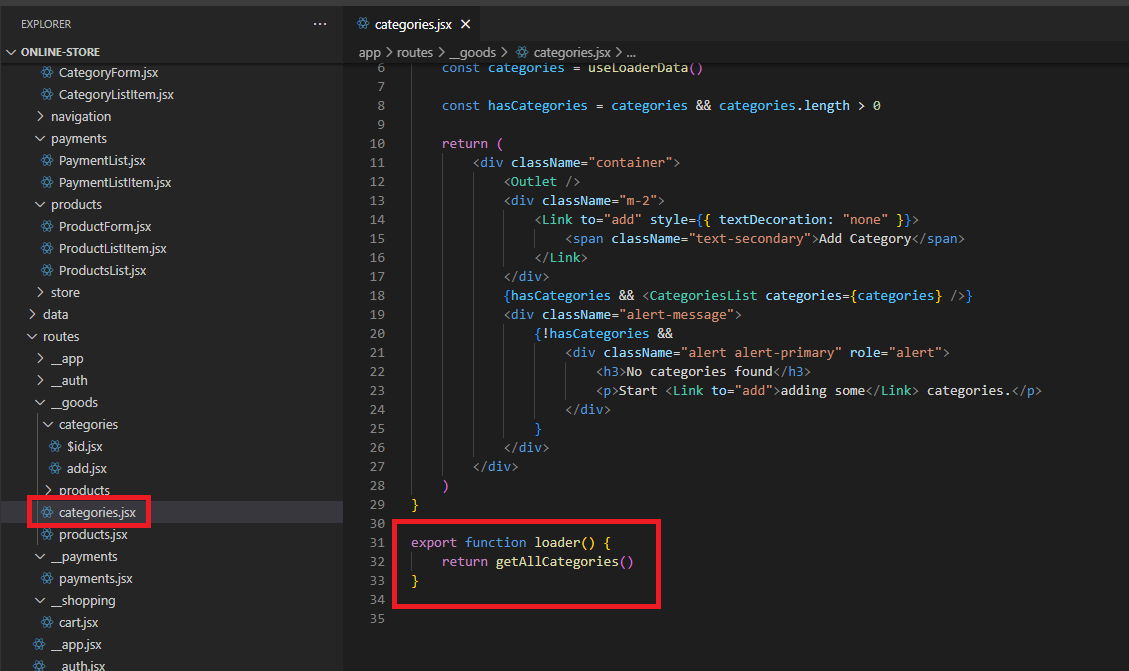 EXPLORER
ONLINE-STORE
CategoryForm.jsx
CategoryListItem.jsx
navigation
payments
PaymentList.jsx
PaymentListItem.jsx
products
ProductForm.jsx
ProductListItem.jsx
ProductsList.jsx
store
data
routes
__app
__auth
__goods
categories
$id.jsx
add.jsx
products
categories.jsx
products.jsx
__payments
payments.jsx
__shopping
cart.jsx
__app.jsx
__auth.jsx
categories.jsx
app > routes > __goods > categories.jsx > ...
6 const categories = useLoaderData()
7
8 const hasCategories = categories && categories.length > 0
9
10 return (
11 <div className="container">
12 <Outlet />
13 <div className="m-2">
14 <Link to="add" style={{ textDecoration: "none" }}>
15 <span className="text-secondary">Add Category</span>
16 </Link>
17 </div>
18 {hasCategories && <CategoriesList categories={categories} />}
19 <div className="alert-message">
20 {!hasCategories &&
21 <div className="alert alert-primary" role="alert">
22 <h3>No categories found</h3>
23 <p>Start <Link to="add">adding some</Link> categories.</p>
24 </div>
25 }
26 </div>
27 </div>
28 )
29 }
30
31 export function loader() {
32 return getAllCategories()
33 }
34
35